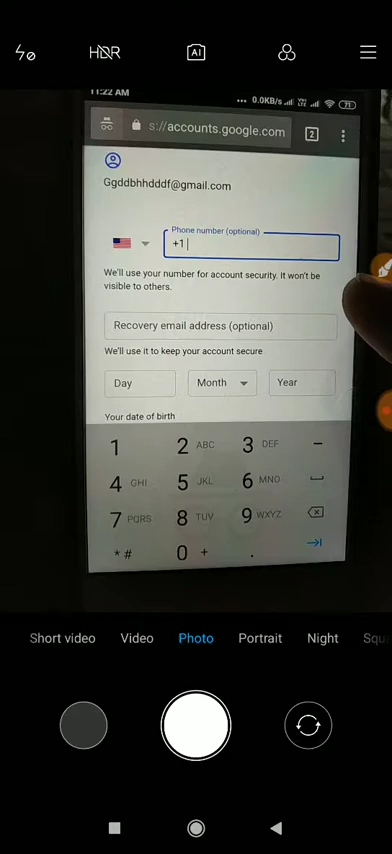 HDR
AI
11:22 AM
... 0.0KB/s VoLTE 71
s://accounts.google.com
2
Ggddbhhdddf@gmail.com
Phone number (optional)
+1
We'll use your number for account security. It won't be
visible to others.
Recovery email address (optional)
We'll use it to keep your account secure
Day Month Year
Your date of birth
1 2 ABC 3 DEF –
4 GHI 5 JKL 6 MNO
7 PQRS 8 TUV 9 WXYZ
* # 0 + .
Short video Video Photo Portrait Night Squ